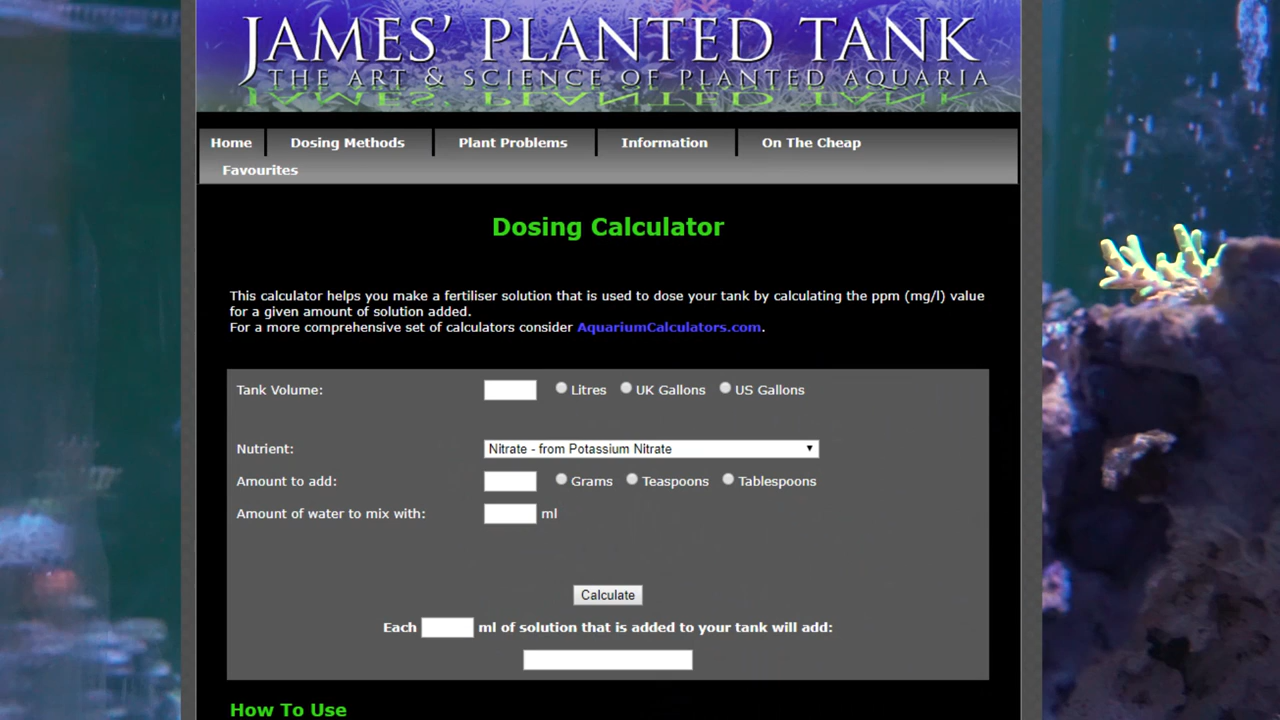 JAMES' PLANTED TANK
THE ART & SCIENCE OF PLANTED AQUARIA
Home Dosing Methods Plant Problems Information On The Cheap
Favourites
Dosing Calculator
This calculator helps you make a fertiliser solution that is used to dose your tank by calculating the ppm (mg/l) value
for a given amount of solution added.
For a more comprehensive set of calculators consider AquariumCalculators.com.
Tank Volume: Litres UK Gallons US Gallons
Nutrient: Nitrate - from Potassium Nitrate
Amount to add: Grams Teaspoons Tablespoons
Amount of water to mix with: ml
Calculate
Each ml of solution that is added to your tank will add:
How To Use